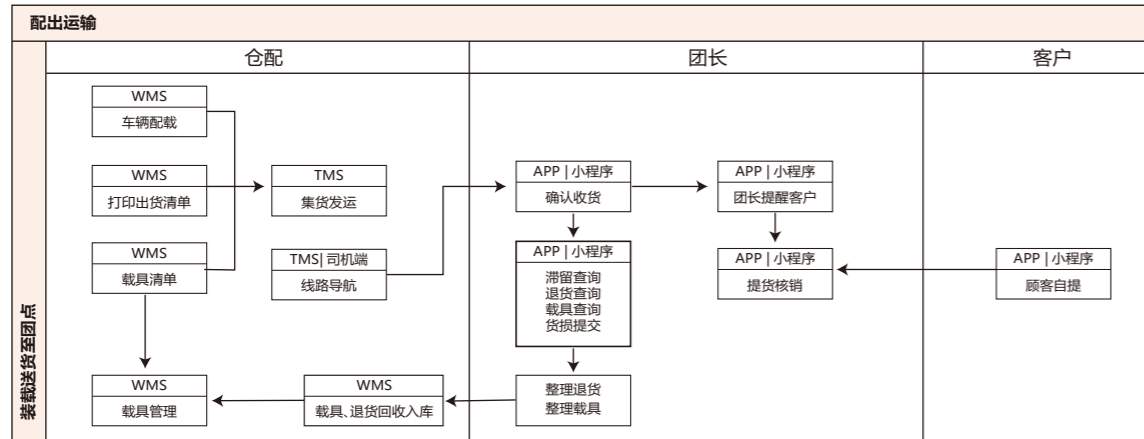 配出运输
装载送货至团点
仓配
团长
客户
WMS
车辆配载
WMS
打印出货清单
TMS
集货发运
APP | 小程序
确认收货
APP | 小程序
团长提醒客户
WMS
载具清单
TMS| 司机端
线路导航
APP | 小程序
滞留查询
退货查询
载具查询
货损提交
APP | 小程序
提货核销
APP | 小程序
顾客自提
WMS
载具管理
WMS
载具、退货回收入库
整理退货
整理载具